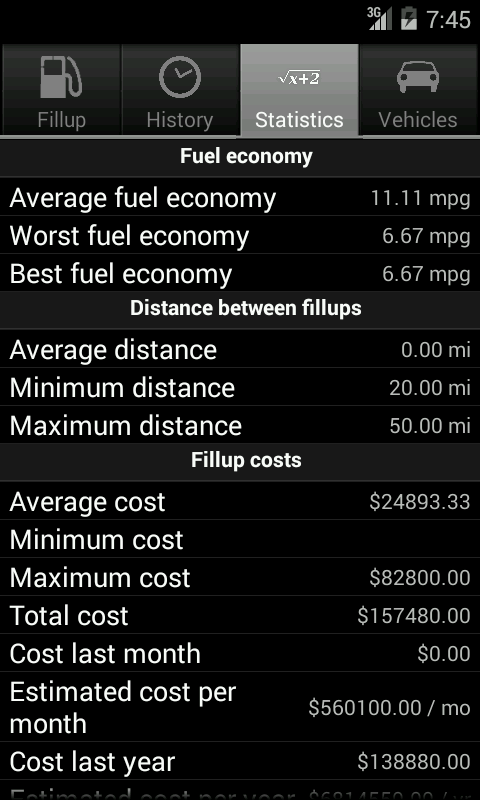 3G 7:45
√x+2
Fillup History Statistics Vehicles
Fuel economy
Average fuel economy 11.11 mpg
Worst fuel economy 6.67 mpg
Best fuel economy 6.67 mpg
Distance between fillups
Average distance 0.00 mi
Minimum distance 20.00 mi
Maximum distance 50.00 mi
Fillup costs
Average cost $24893.33
Minimum cost
Maximum cost $82800.00
Total cost $157480.00
Cost last month $0.00
Estimated cost per
month $560100.00 / mo
Cost last year $138880.00
Estimated cost per year